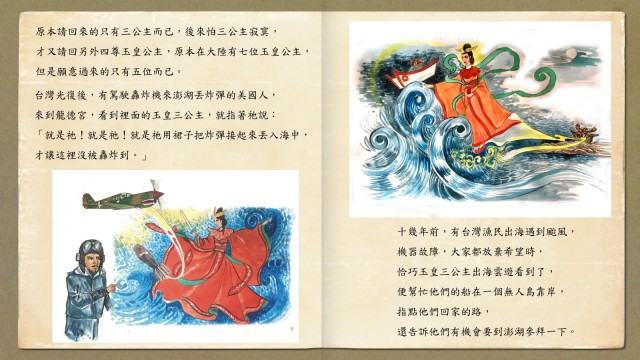 原本請回來的只有三公主而已，後來怕三公主寂寞，
才又請回另外四尊玉皇公主，原本在大陸有七位玉皇公主，
但是願意過來的只有五位而已。
台灣光復後，有駕駛轟炸機來澎湖丟炸彈的美國人，
來到龍德宮，看到裡面的玉皇三公主，就指著祂說：
「就是祂！就是祂！就是祂用裙子把炸彈接起來丟入海中，
才讓這裡沒被轟炸到。」
十幾年前，有台灣漁民出海遇到颱風，
機器故障，大家都放棄希望時，
恰巧玉皇三公主出海雲遊看到了，
便幫忙他們的船在一個無人島靠岸，
指點他們回家的路，
還告訴他們有機會要到澎湖參拜一下。